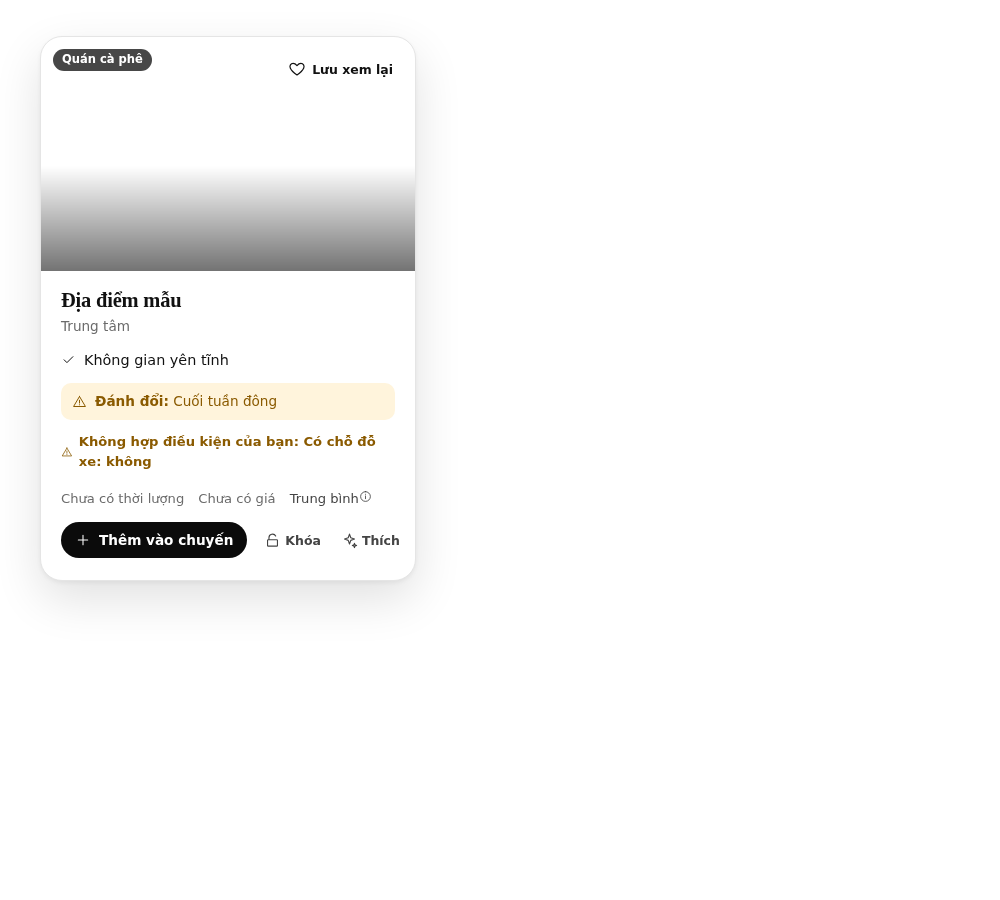 Quán cà phê
Lưu xem lại
Địa điểm mẫu
Trung tâm
Không gian yên tĩnh
Đánh đổi: Cuối tuần đông
Không hợp điều kiện của bạn: Có chỗ đỗ
xe: không
Chưa có thời lượng Chưa có giá Trung bình
Thêm vào chuyến Khóa Thích